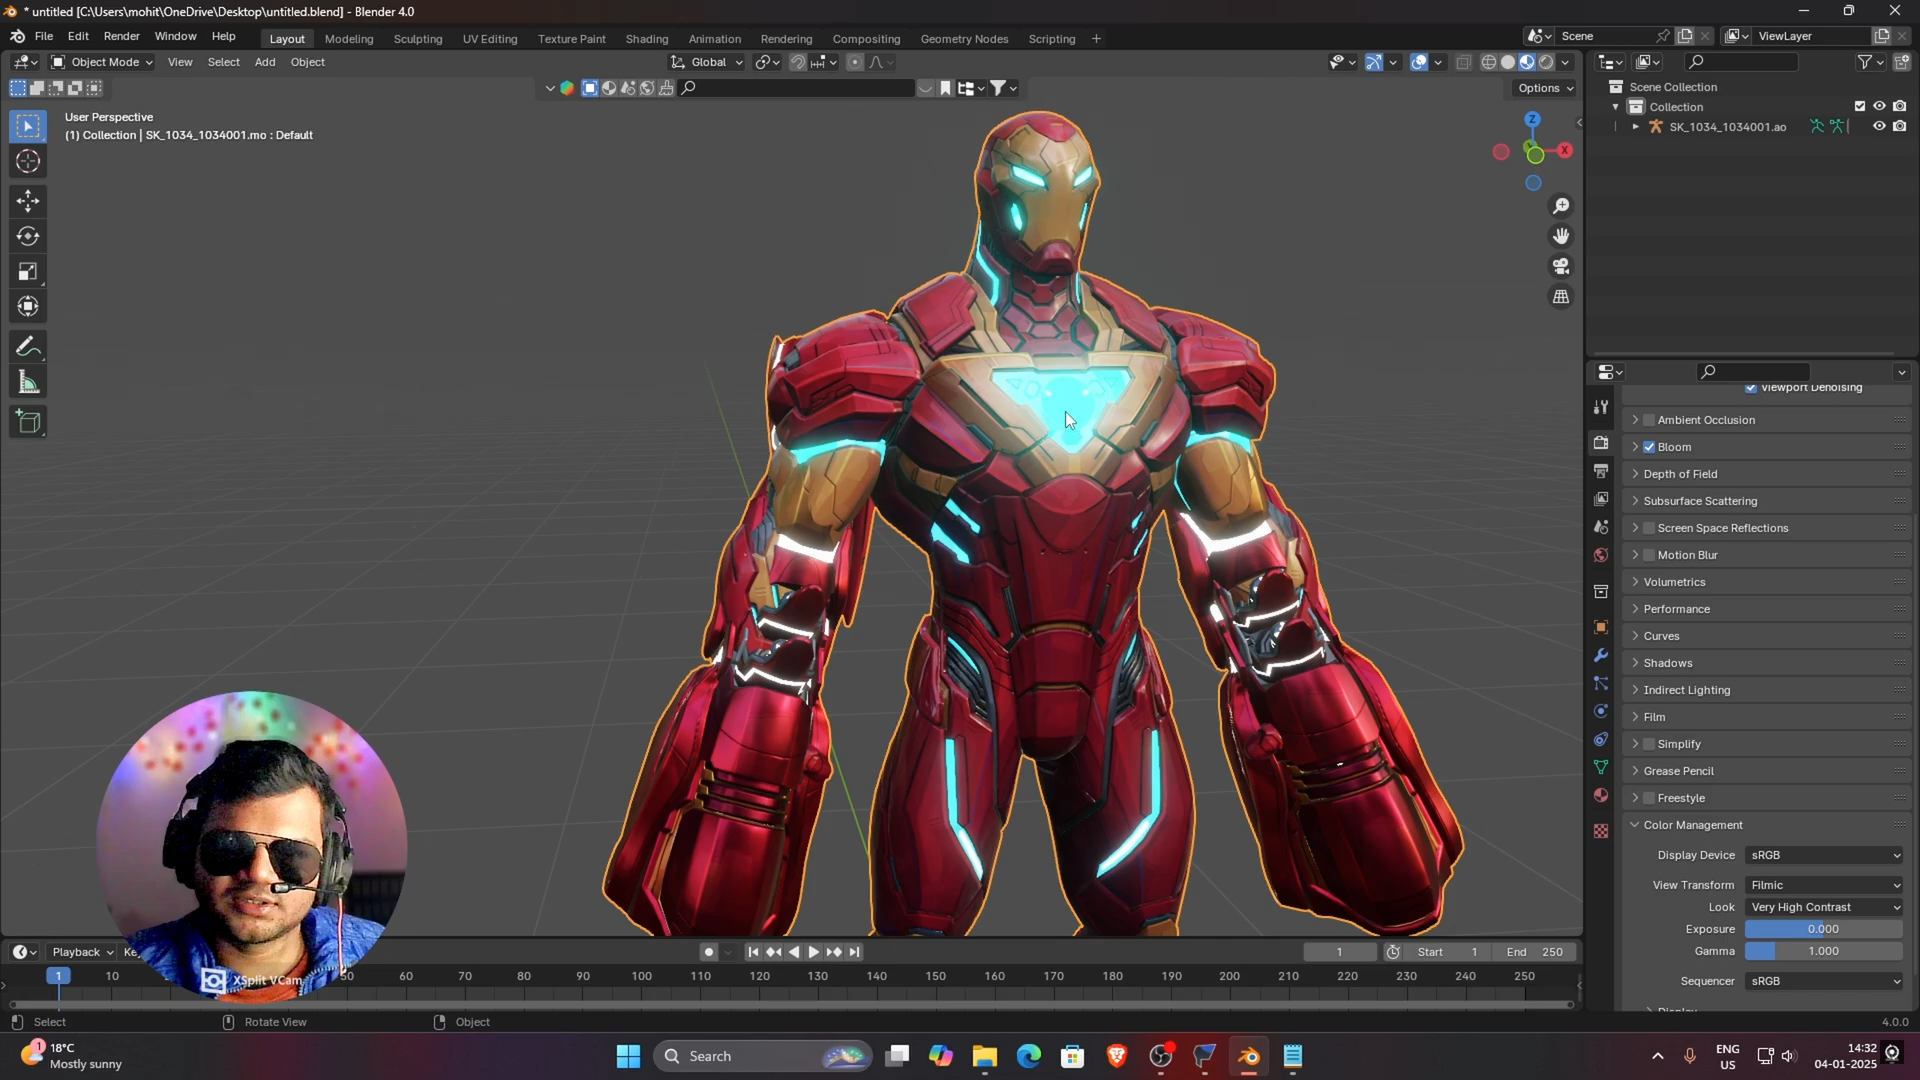 * untitled [C:\Users\mohit\OneDrive\Desktop\untitled.blend] - Blender 4.0
File Edit Render Window Help
Layout Modeling Sculpting UV Editing Texture Paint Shading Animation Rendering Compositing Geometry Nodes Scripting +
Scene
ViewLayer
Object Mode View Select Add Object
Global
Options
User Perspective
(1) Collection | SK_1034_1034001.mo : Default
Z
X
Scene Collection
Collection
SK_1034_1034001.ao
Viewport Denoising
Ambient Occlusion
Bloom
Depth of Field
Subsurface Scattering
Screen Space Reflections
Motion Blur
Volumetrics
Performance
Curves
Shadows
Indirect Lighting
Film
Simplify
Grease Pencil
Freestyle
Color Management
Display Device sRGB
View Transform Filmic
Look Very High Contrast
Exposure 0.000
Gamma 1.000
Sequencer sRGB
XSplit VCam
Playback
1 Start 1 End 250
1 10 50 60 70 80 90 100 110 120 130 140 150 160 170 180 190 200 210 220 230 240 250
Select Rotate View Object
4.0.0
1
18°C
Mostly sunny
Search
ENG
US
14:32
04-01-2025